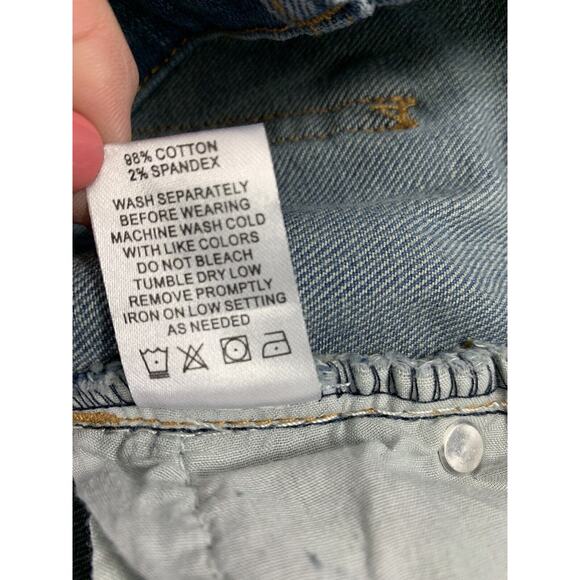 98% COTTON
2% SPANDEX
WASH SEPARATELY
BEFORE WEARING
MACHINE WASH COLD
WITH LIKE COLORS
DO NOT BLEACH
TUMBLE DRY LOW
REMOVE PROMPTLY
IRON ON LOW SETTING
AS NEEDED